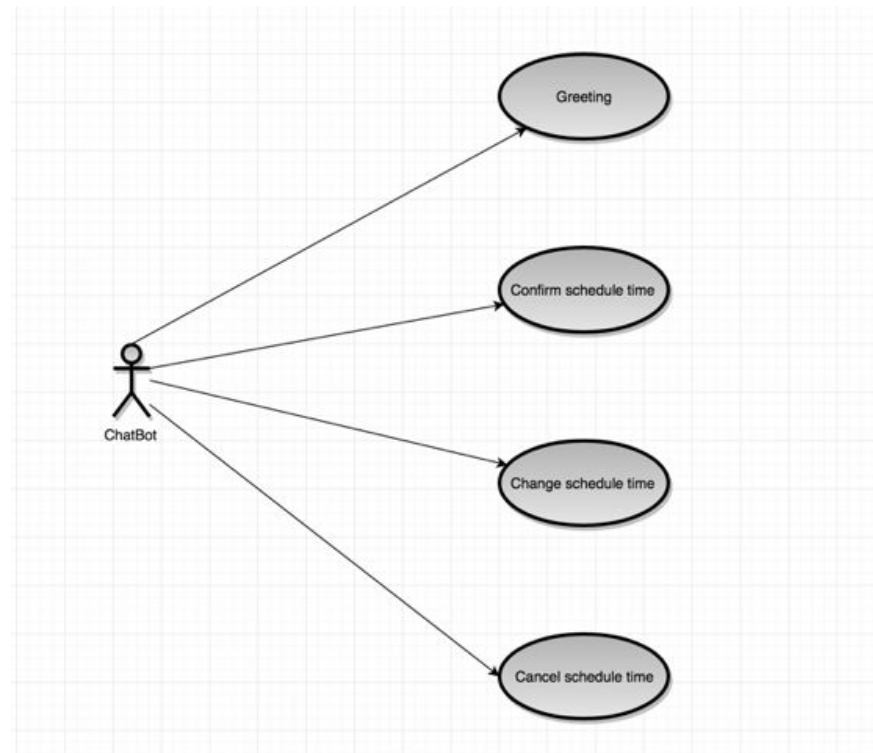 Greeting
Confirm schedule time
ChatBot
Change schedule time
Cancel schedule time